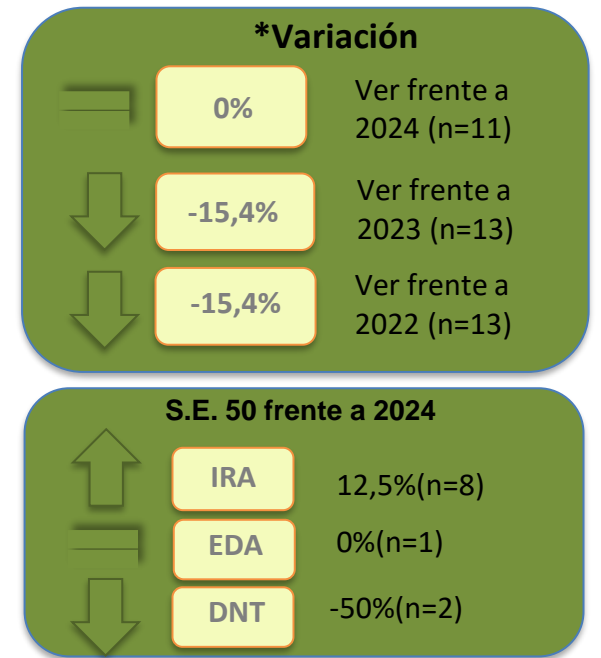 *Variación
0%
Ver frente a
2024 (n=11)
-15,4%
Ver frente a
2023 (n=13)
-15,4%
Ver frente a
2022 (n=13)
S.E. 50 frente a 2024
IRA
12,5%(n=8)
EDA
0%(n=1)
DNT
-50%(n=2)